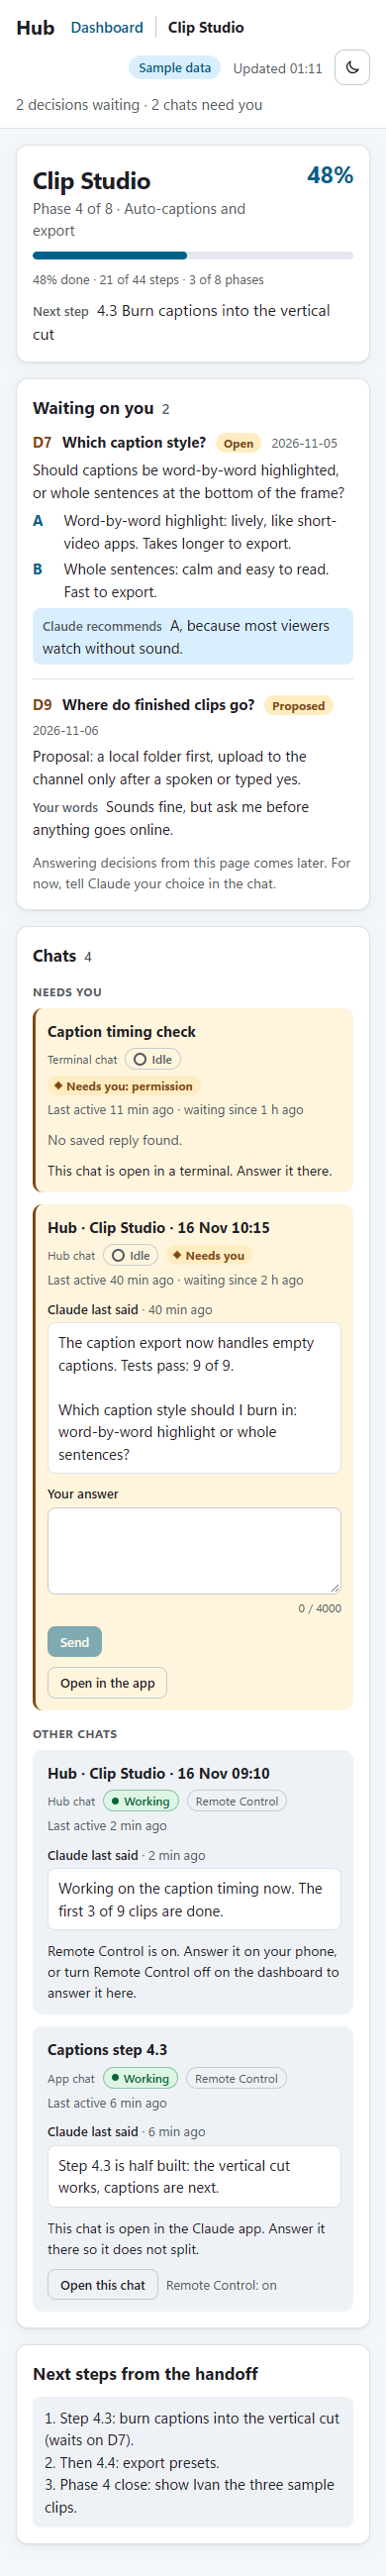 Hub Dashboard Clip Studio
Sample data Updated 01:11
2 decisions waiting · 2 chats need you
Clip Studio 48%
Phase 4 of 8 · Auto-captions and
export
48% done · 21 of 44 steps · 3 of 8 phases
Next step 4.3 Burn captions into the vertical
cut
Waiting on you 2
D7 Which caption style? Open 2026-11-05
Should captions be word-by-word highlighted,
or whole sentences at the bottom of the frame?
A Word-by-word highlight: lively, like short-
video apps. Takes longer to export.
B Whole sentences: calm and easy to read.
Fast to export.
Claude recommends A, because most viewers
watch without sound.
D9 Where do finished clips go? Proposed
2026-11-06
Proposal: a local folder first, upload to the
channel only after a spoken or typed yes.
Your words Sounds fine, but ask me before
anything goes online.
Answering decisions from this page comes later. For
now, tell Claude your choice in the chat.
Chats 4
NEEDS YOU
Caption timing check
Terminal chat Idle
Needs you: permission
Last active 11 min ago · waiting since 1 h ago
No saved reply found.
This chat is open in a terminal. Answer it there.
Hub · Clip Studio · 16 Nov 10:15
Hub chat Idle Needs you
Last active 40 min ago · waiting since 2 h ago
Claude last said · 40 min ago
The caption export now handles empty
captions. Tests pass: 9 of 9.
Which caption style should I burn in:
word-by-word highlight or whole
sentences?
Your answer
0 / 4000
Send
Open in the app
OTHER CHATS
Hub · Clip Studio · 16 Nov 09:10
Hub chat Working Remote Control
Last active 2 min ago
Claude last said · 2 min ago
Working on the caption timing now. The
first 3 of 9 clips are done.
Remote Control is on. Answer it on your phone,
or turn Remote Control off on the dashboard to
answer it here.
Captions step 4.3
App chat Working Remote Control
Last active 6 min ago
Claude last said · 6 min ago
Step 4.3 is half built: the vertical cut
works, captions are next.
This chat is open in the Claude app. Answer it
there so it does not split.
Open this chat Remote Control: on
Next steps from the handoff
1. Step 4.3: burn captions into the vertical cut
(waits on D7).
2. Then 4.4: export presets.
3. Phase 4 close: show Ivan the three sample
clips.